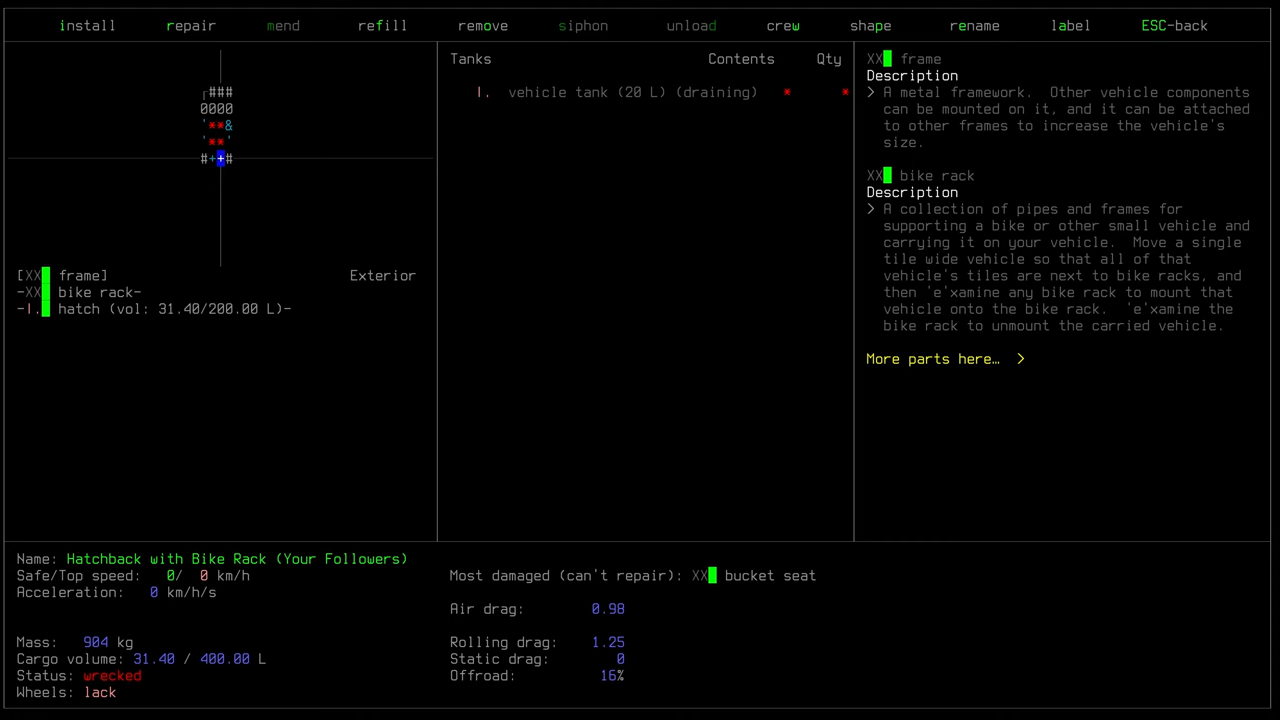 install repair mend refill remove siphon unload crew shape rename label ESC-back
┌###
0000
'**&
'**'
#++#
[XX frame] Exterior
-XX bike rack-
-|. hatch (vol: 31.40/200.00 L)-
Tanks Contents Qty
|. vehicle tank (20 L) (draining) * *
XX frame
Description
> A metal framework. Other vehicle components
can be mounted on it, and it can be attached
to other frames to increase the vehicle's
size.
XX bike rack
Description
> A collection of pipes and frames for
supporting a bike or other small vehicle and
carrying it on your vehicle. Move a single
tile wide vehicle so that all of that
vehicle's tiles are next to bike racks, and
then 'e'xamine any bike rack to mount that
vehicle onto the bike rack. 'e'xamine the
bike rack to unmount the carried vehicle.
More parts here… >
Name: Hatchback with Bike Rack (Your Followers)
Safe/Top speed: 0/ 0 km/h
Acceleration: 0 km/h/s
Mass: 904 kg
Cargo volume: 31.40 / 400.00 L
Status: wrecked
Wheels: lack
Most damaged (can't repair): XX bucket seat
Air drag: 0.98
Rolling drag: 1.25
Static drag: 0
Offroad: 16%